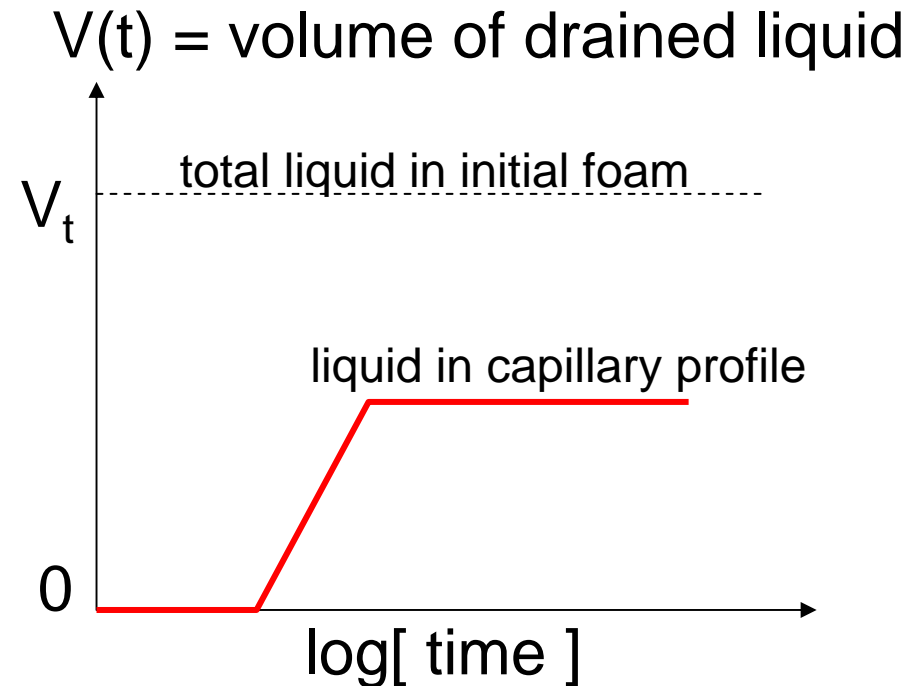 V(t) = volume of drained liquid
total liquid in initial foam
Vₜ
liquid in capillary profile
0
log[ time ]